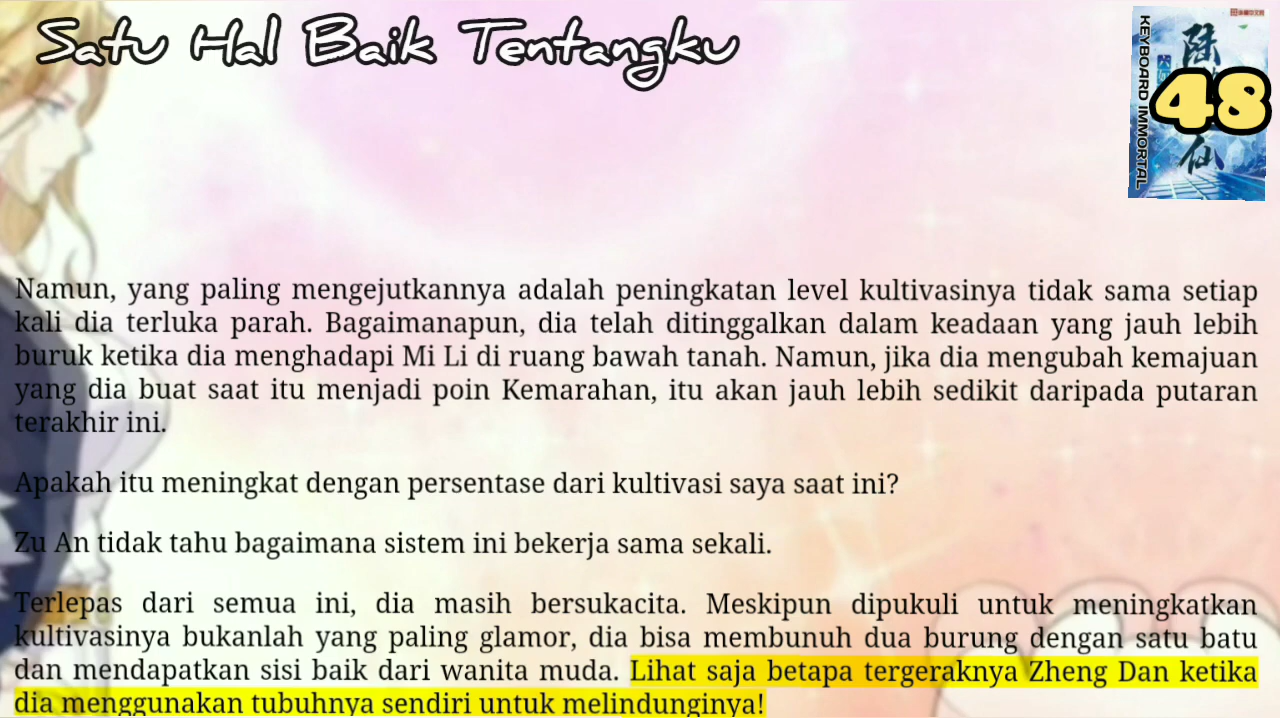 Satu Hal Baik Tentangku
KEYBOARD IMMORTAL
48
Namun, yang paling mengejutkannya adalah peningkatan level kultivasinya tidak sama setiap
kali dia terluka parah. Bagaimanapun, dia telah ditinggalkan dalam keadaan yang jauh lebih
buruk ketika dia menghadapi Mi Li di ruang bawah tanah. Namun, jika dia mengubah kemajuan
yang dia buat saat itu menjadi poin Kemarahan, itu akan jauh lebih sedikit daripada putaran
terakhir ini.
Apakah itu meningkat dengan persentase dari kultivasi saya saat ini?
Zu An tidak tahu bagaimana sistem ini bekerja sama sekali.
Terlepas dari semua ini, dia masih bersukacita. Meskipun dipukuli untuk meningkatkan
kultivasinya bukanlah yang paling glamor, dia bisa membunuh dua burung dengan satu batu
dan mendapatkan sisi baik dari wanita muda. Lihat saja betapa tergeraknya Zheng Dan ketika
dia menggunakan tubuhnya sendiri untuk melindunginya!